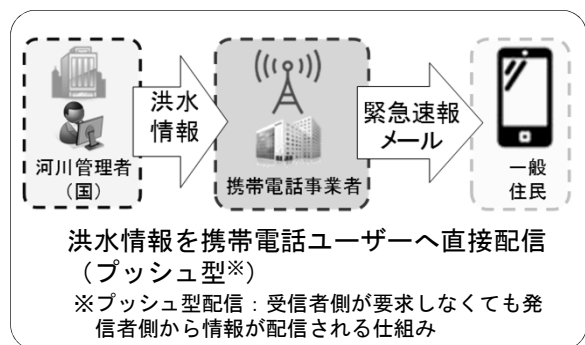 洪水
情報
緊急速報
メール
河川管理者
（国）
携帯電話事業者
一般
住民
洪水情報を携帯電話ユーザーへ直接配信
（プッシュ型※）
※プッシュ型配信：受信者側が要求しなくても発
信者側から情報が配信される仕組み